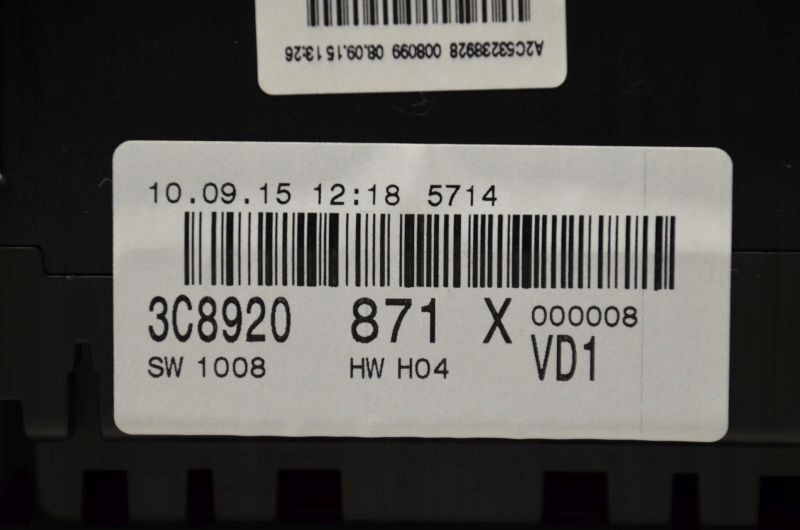 A2C53238928 008099 08.09.15 13:26
10.09.15 12:18 5714
3C8920 871 X 000008
SW 1008 HW H04 VD1